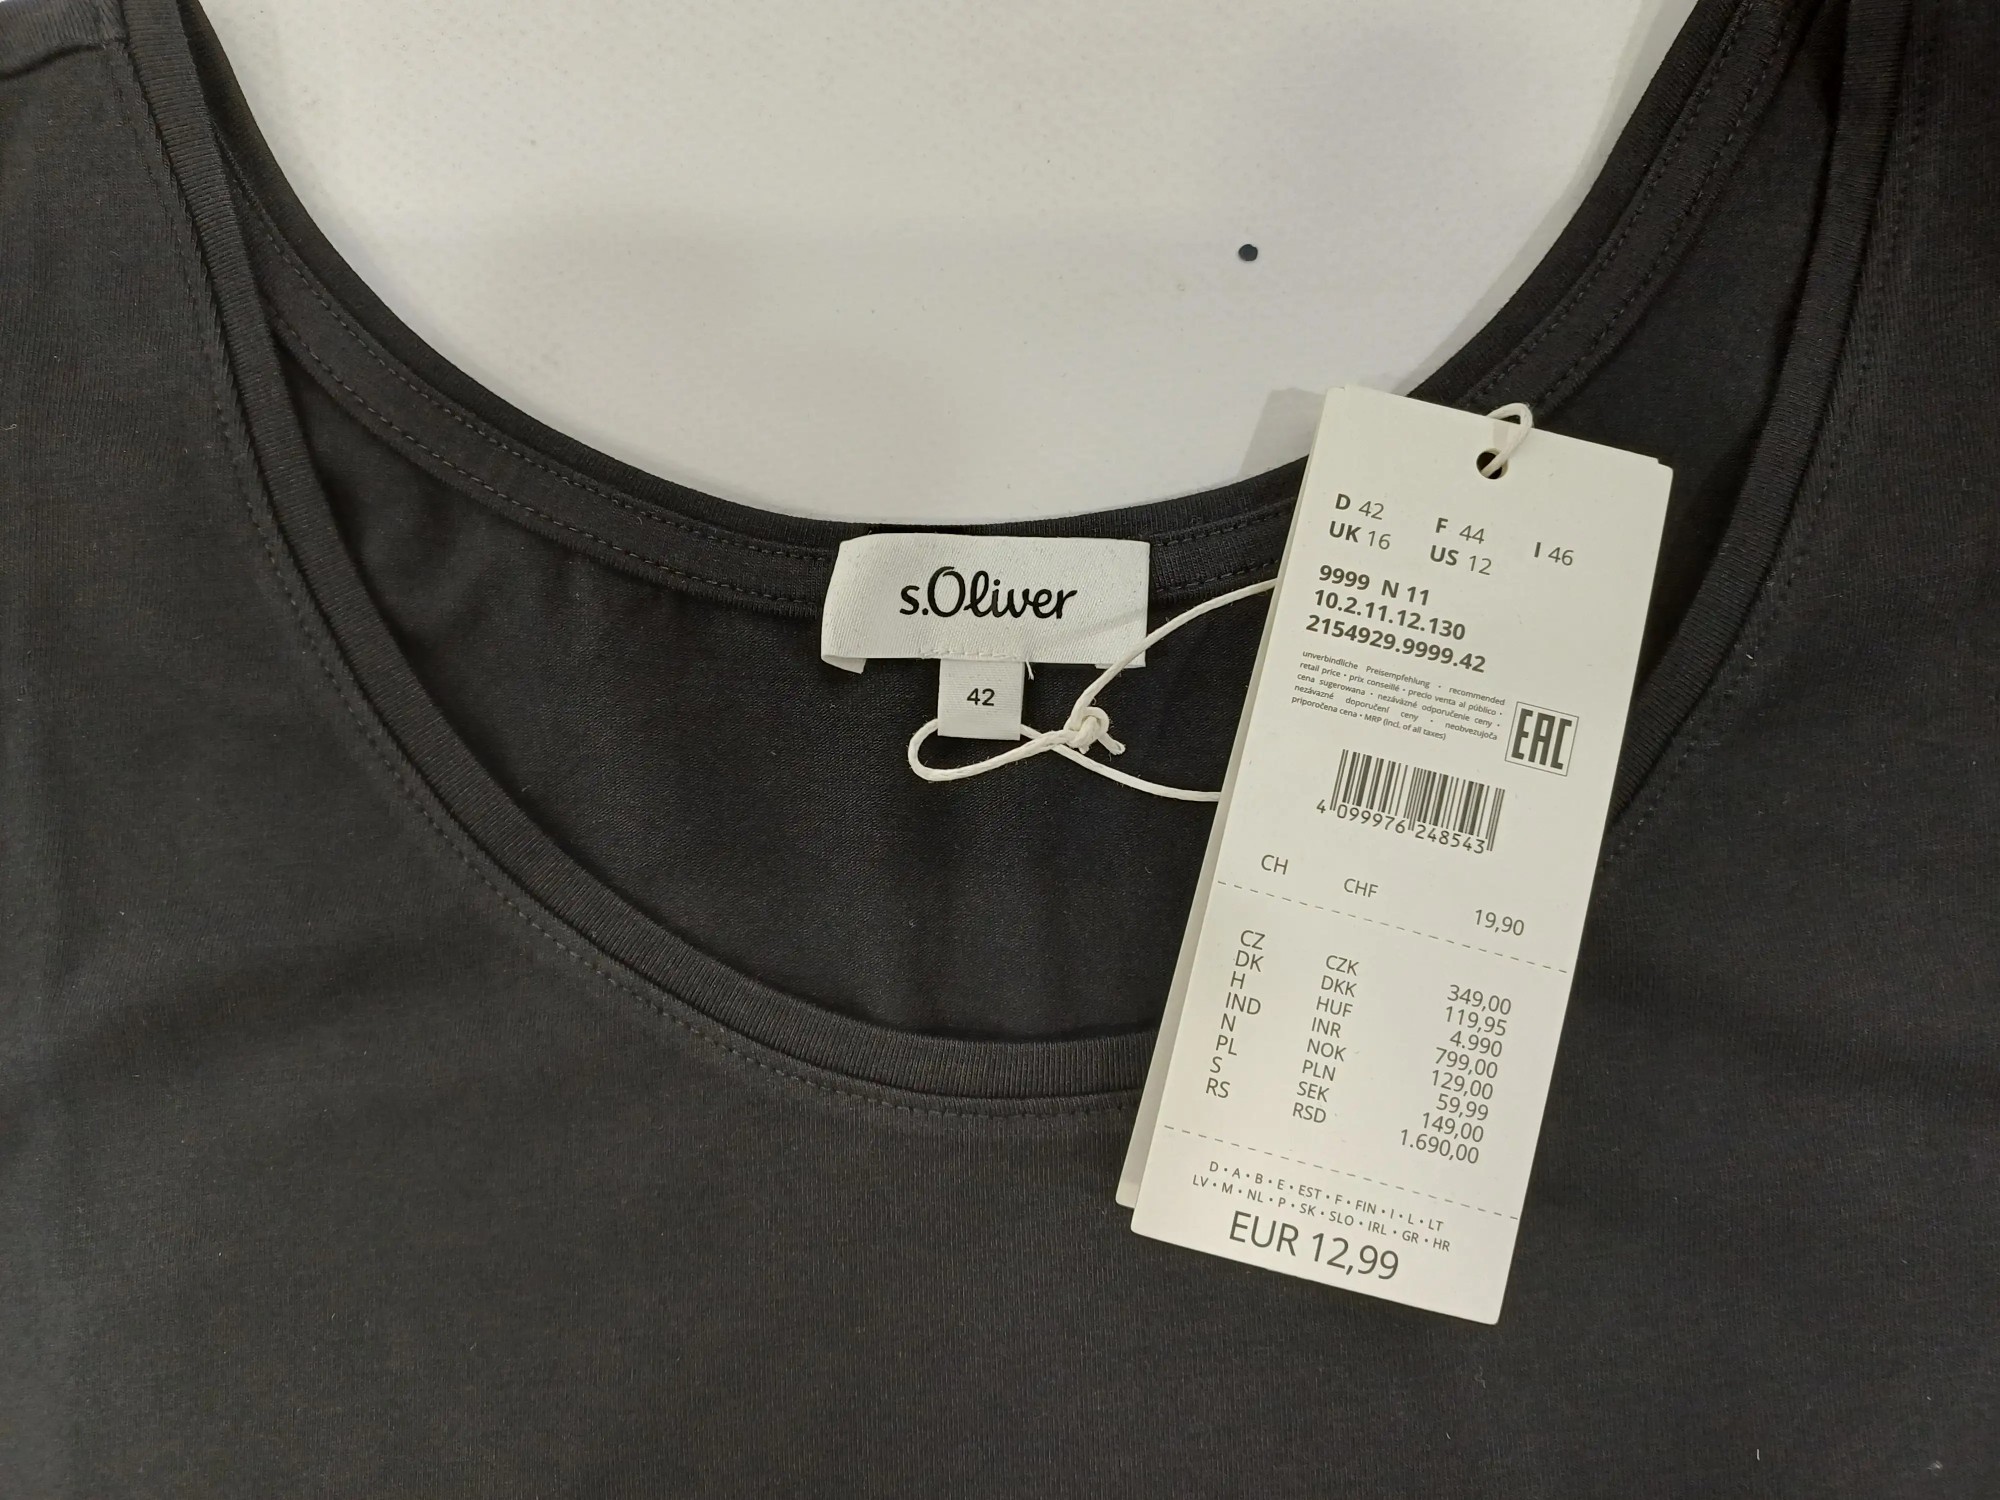 s.Oliver
42
D 42 F 44 I 46
UK 16 US 12
9999 N 11
10.2.11.12.130
2154929.9999.42
unverbindliche Preisempfehlung • recommended
retail price • prix conseillé • precio venta al público •
cena sugerowana • nezáväzné odporučenie ceny •
nezávazné doporučení ceny • neobvezujoča
priporočena cena • MRP (incl. of all taxes)
EAC
4 099976 248543
CH CHF 19,90
CZ CZK 349,00
DK DKK 119,95
H HUF 4.990
IND INR 799,00
N NOK 129,00
PL PLN 59,99
S SEK 149,00
RS RSD 1.690,00
D • A • B • E • EST • F • FIN • I • L • LT
LV • M • NL • P • SK • SLO • IRL • GR • HR
EUR 12,99